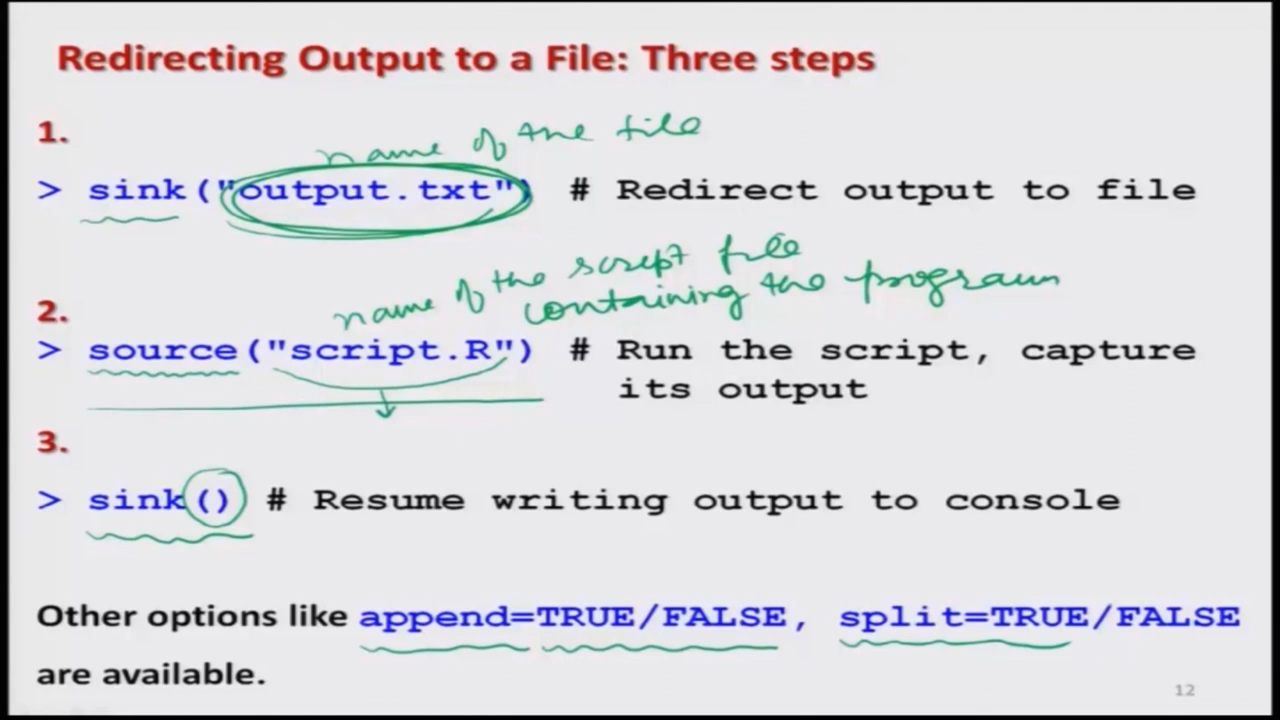 Redirecting Output to a File: Three steps
1.
name of the file
> sink("output.txt") # Redirect output to file
name of the script file
containing the program
2.
> source("script.R") # Run the script, capture
its output
3.
> sink() # Resume writing output to console
Other options like append=TRUE/FALSE, split=TRUE/FALSE
are available.
12